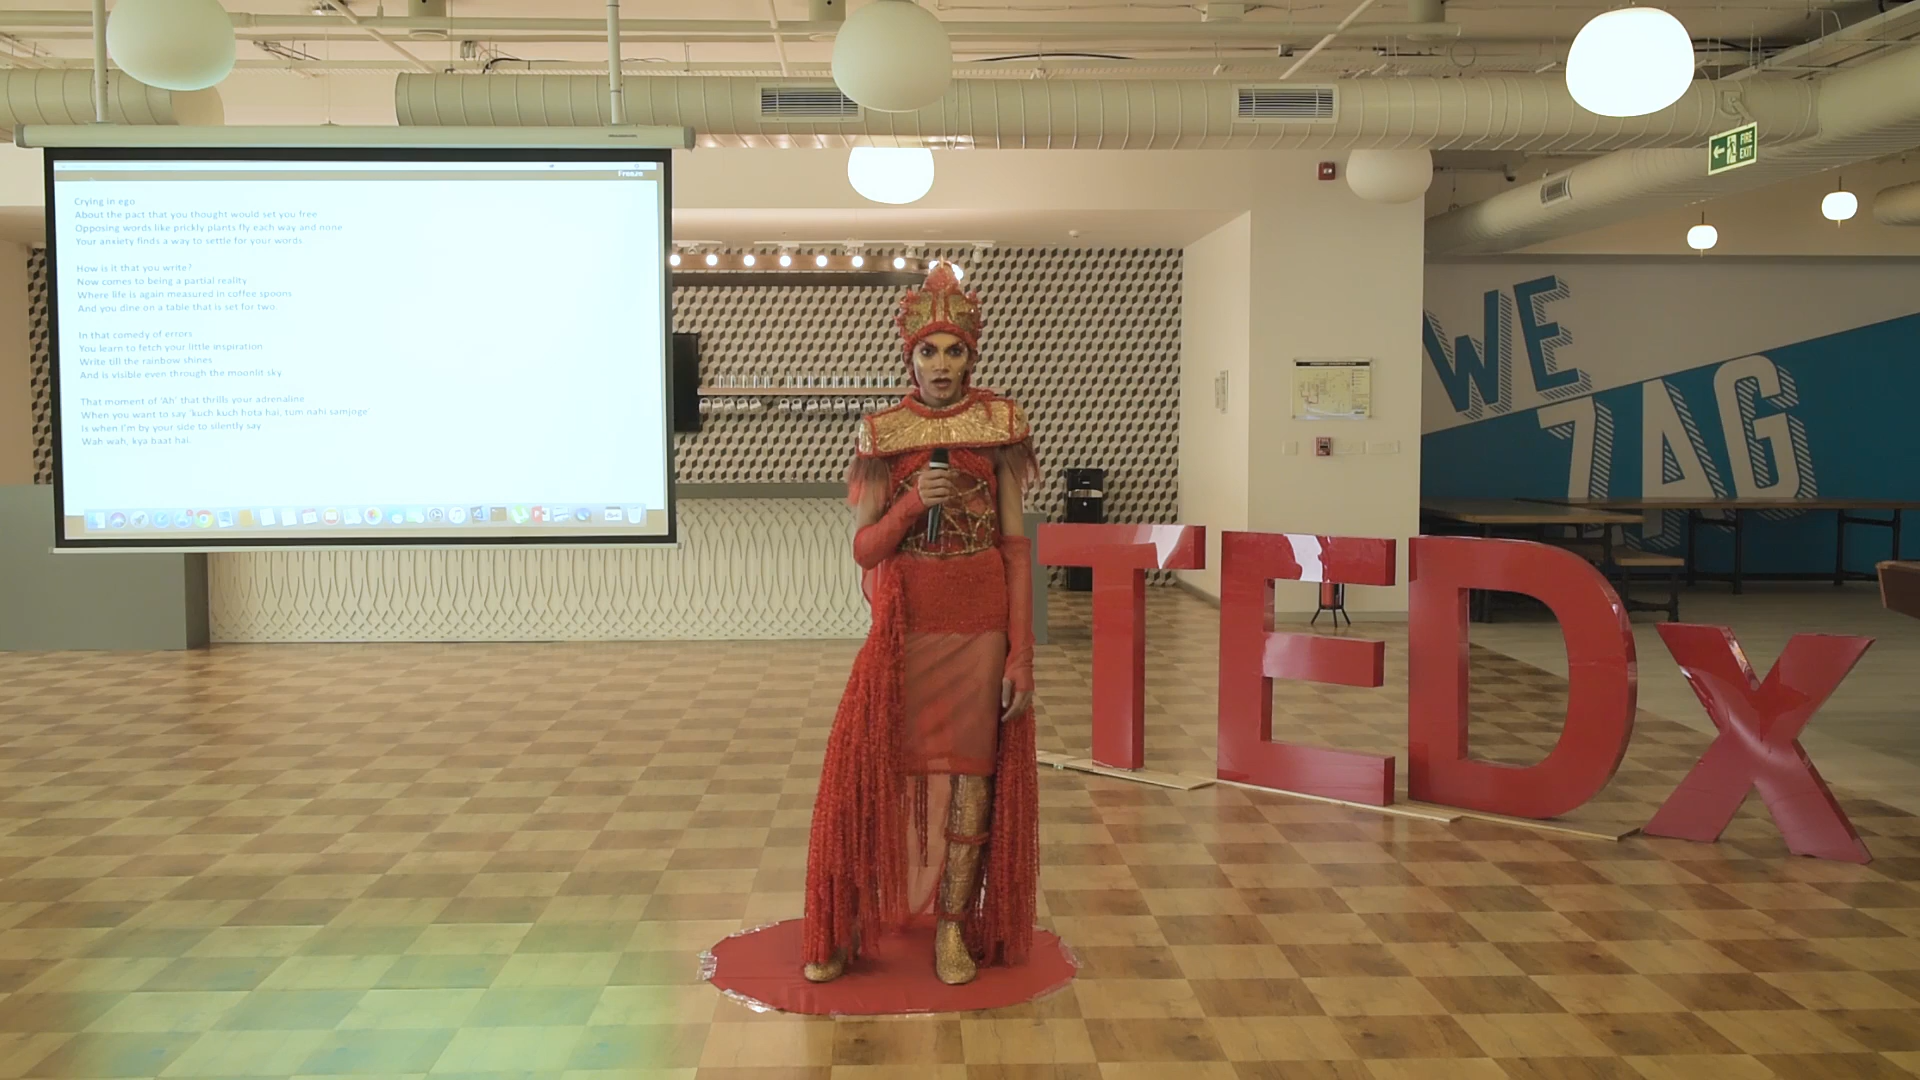 Freeze
Crying in ego
About the pact that you thought would set you free
Opposing words like prickly plants fly each way and none
Your anxiety finds a way to settle for your words.
How is it that you write?
Now comes to being a partial reality
Where life is again measured in coffee spoons
And you dine on a table that is set for two.
In that comedy of errors
You learn to fetch your little inspiration
Write till the rainbow shines
And is visible even through the moonlit sky
That moment of 'Ah' that thrills your adrenaline
When you want to say 'kuch kuch hota hai, tum nahi samjoge'
Is when I'm by your side to silently say
Wah wah, kya baat hai.
FIRE
EXIT
WE
ZAG
TEDx